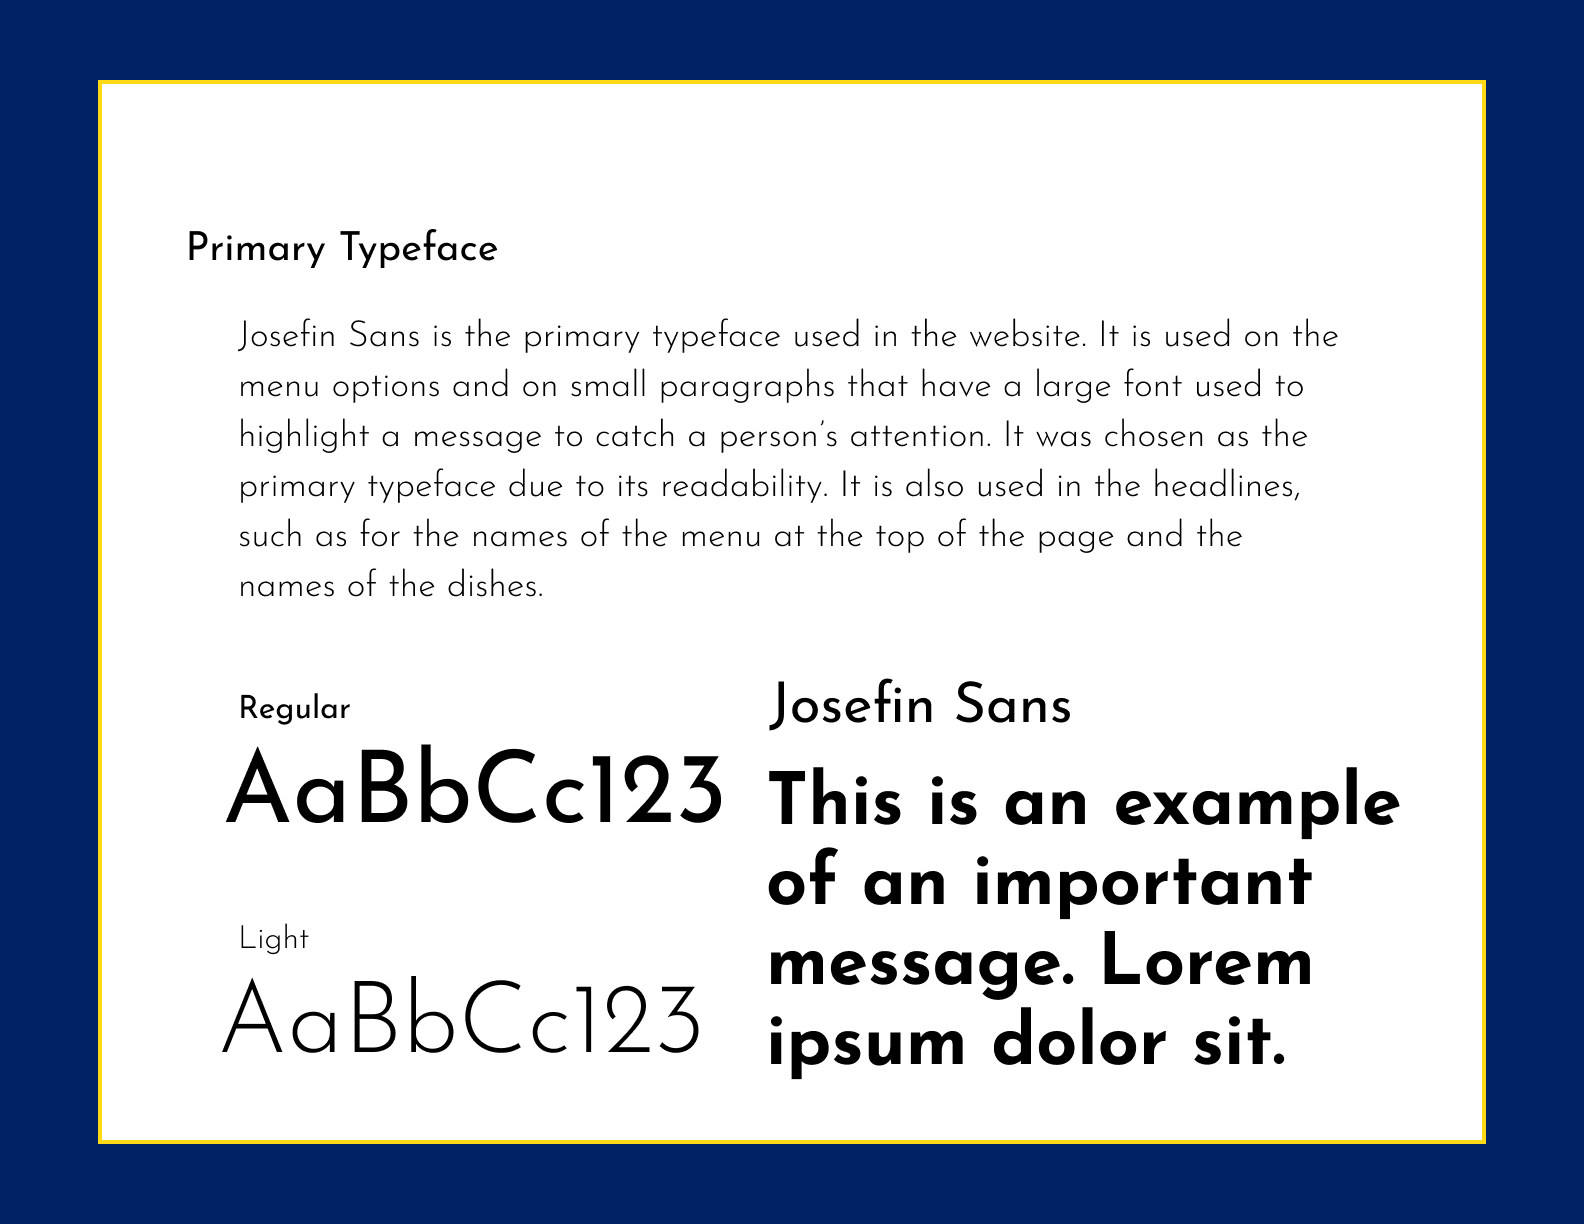 Primary Typeface
Josefin Sans is the primary typeface used in the website. It is used on the
menu options and on small paragraphs that have a large font used to
highlight a message to catch a person’s attention. It was chosen as the
primary typeface due to its readability. It is also used in the headlines,
such as for the names of the menu at the top of the page and the
names of the dishes.
Regular
AaBbCc123
Light
AaBbCc123
Josefin Sans
This is an example
of an important
message. Lorem
ipsum dolor sit.